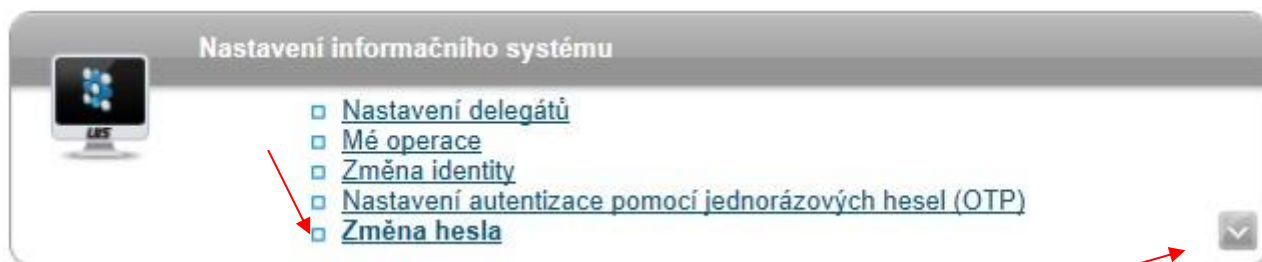 Nastavení informačního systému
Nastavení delegátů
Mé operace
Změna identity
Nastavení autentizace pomocí jednorázových hesel (OTP)
Změna hesla